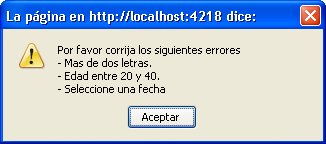 La página en http://localhost:4218 dice:
Por favor corrija los siguientes errores
- Mas de dos letras.
- Edad entre 20 y 40.
- Seleccione una fecha
Aceptar